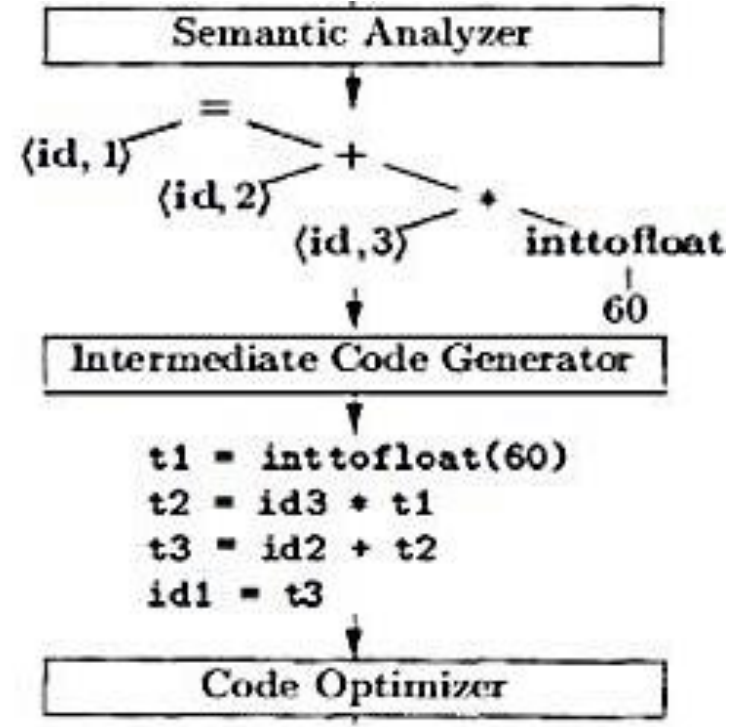 Semantic Analyzer
=
⟨id, 1⟩
+
⟨id, 2⟩
*
⟨id, 3⟩
inttofloat
60
Intermediate Code Generator
t1 = inttofloat(60)
t2 = id3 * t1
t3 = id2 + t2
id1 = t3
Code Optimizer